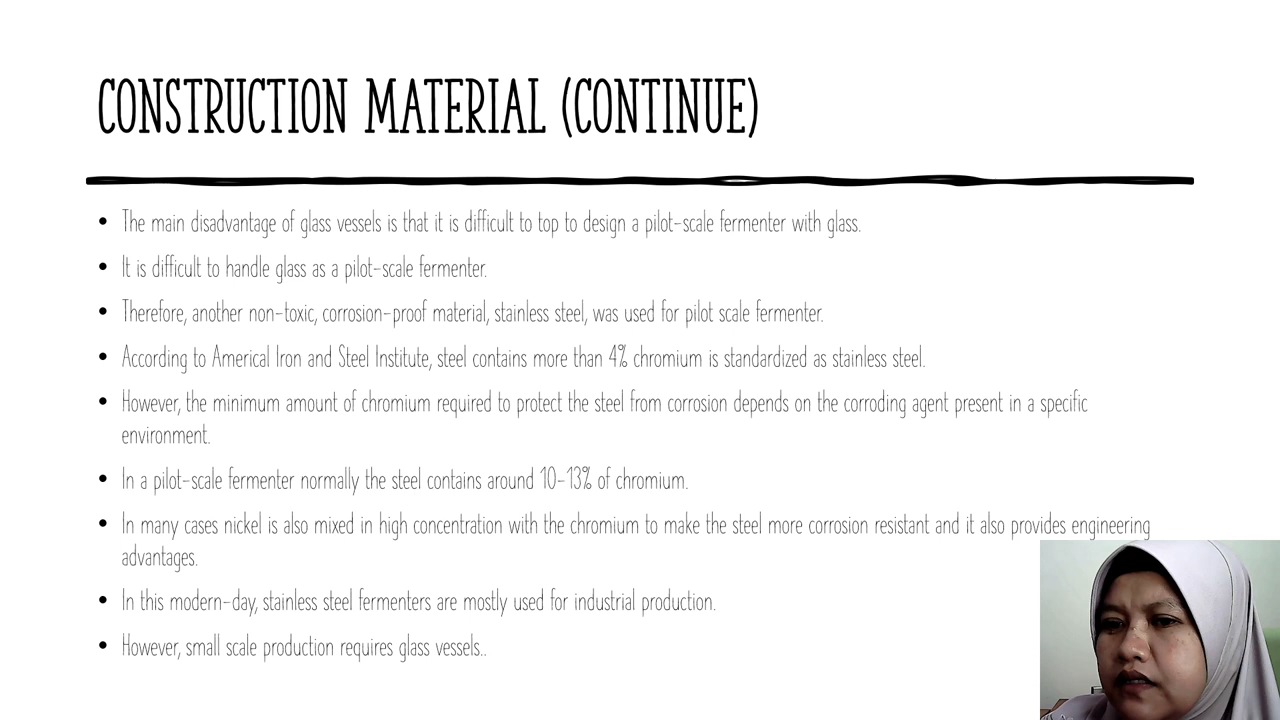 CONSTRUCTION MATERIAL (CONTINUE)
• The main disadvantage of glass vessels is that it is difficult to top to design a pilot-scale fermenter with glass.
• It is difficult to handle glass as a pilot-scale fermenter.
• Therefore, another non-toxic, corrosion-proof material, stainless steel, was used for pilot scale fermenter.
• According to Americal Iron and Steel Institute, steel contains more than 4% chromium is standardized as stainless steel.
• However, the minimum amount of chromium required to protect the steel from corrosion depends on the corroding agent present in a specific
environment.
• In a pilot-scale fermenter normally the steel contains around 10-13% of chromium.
• In many cases nickel is also mixed in high concentration with the chromium to make the steel more corrosion resistant and it also provides engineering
advantages.
• In this modern-day, stainless steel fermenters are mostly used for industrial production.
• However, small scale production requires glass vessels..